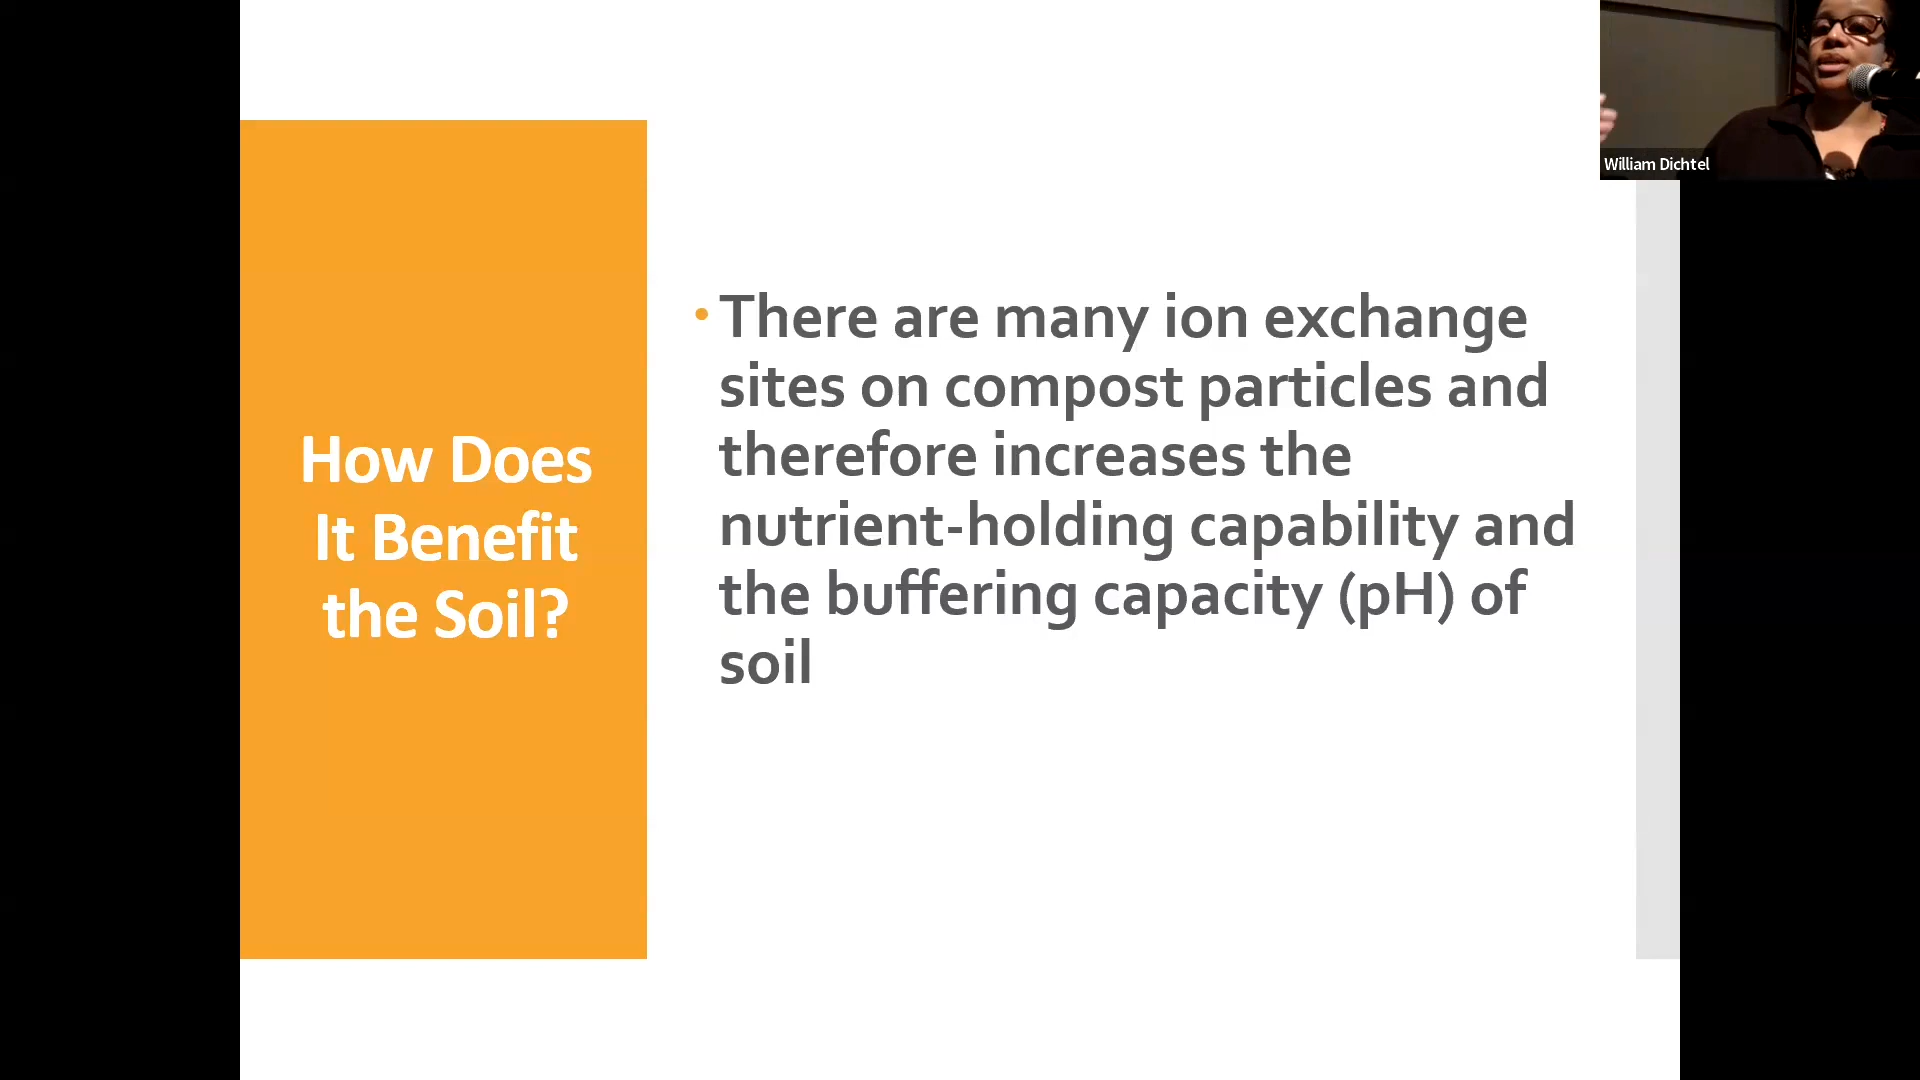 How Does
It Benefit
the Soil?
• There are many ion exchange
sites on compost particles and
therefore increases the
nutrient-holding capability and
the buffering capacity (pH) of
soil
William Dichtel